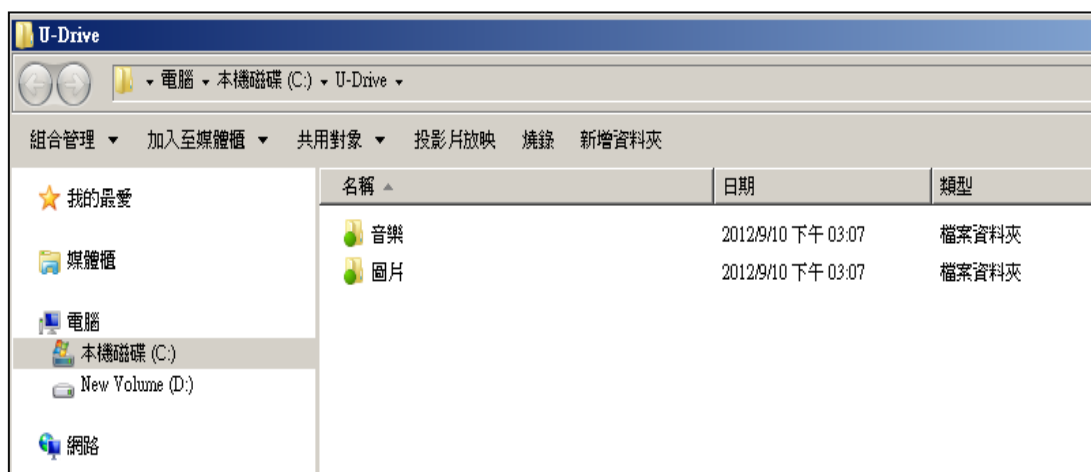 U-Drive
電腦 本機磁碟 (C:) U-Drive
組合管理 加入至媒體櫃 共用對象 投影片放映 燒錄 新增資料夾
我的最愛
媒體櫃
電腦
本機磁碟 (C:)
New Volume (D:)
網路
名稱 日期 類型
音樂 2012/9/10 下午 03:07 檔案資料夾
圖片 2012/9/10 下午 03:07 檔案資料夾